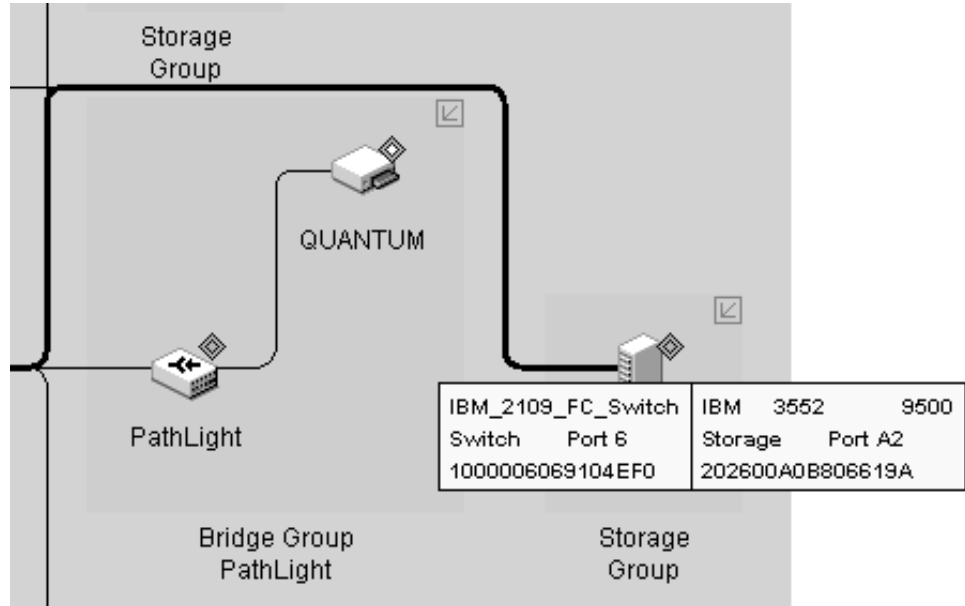 Storage
Group
QUANTUM
PathLight
IBM_2109_FC_Switch
Switch Port 6
1000006069104EF0
IBM 3552 9500
Storage Port A2
202600A0B806619A
Bridge Group
PathLight
Storage
Group